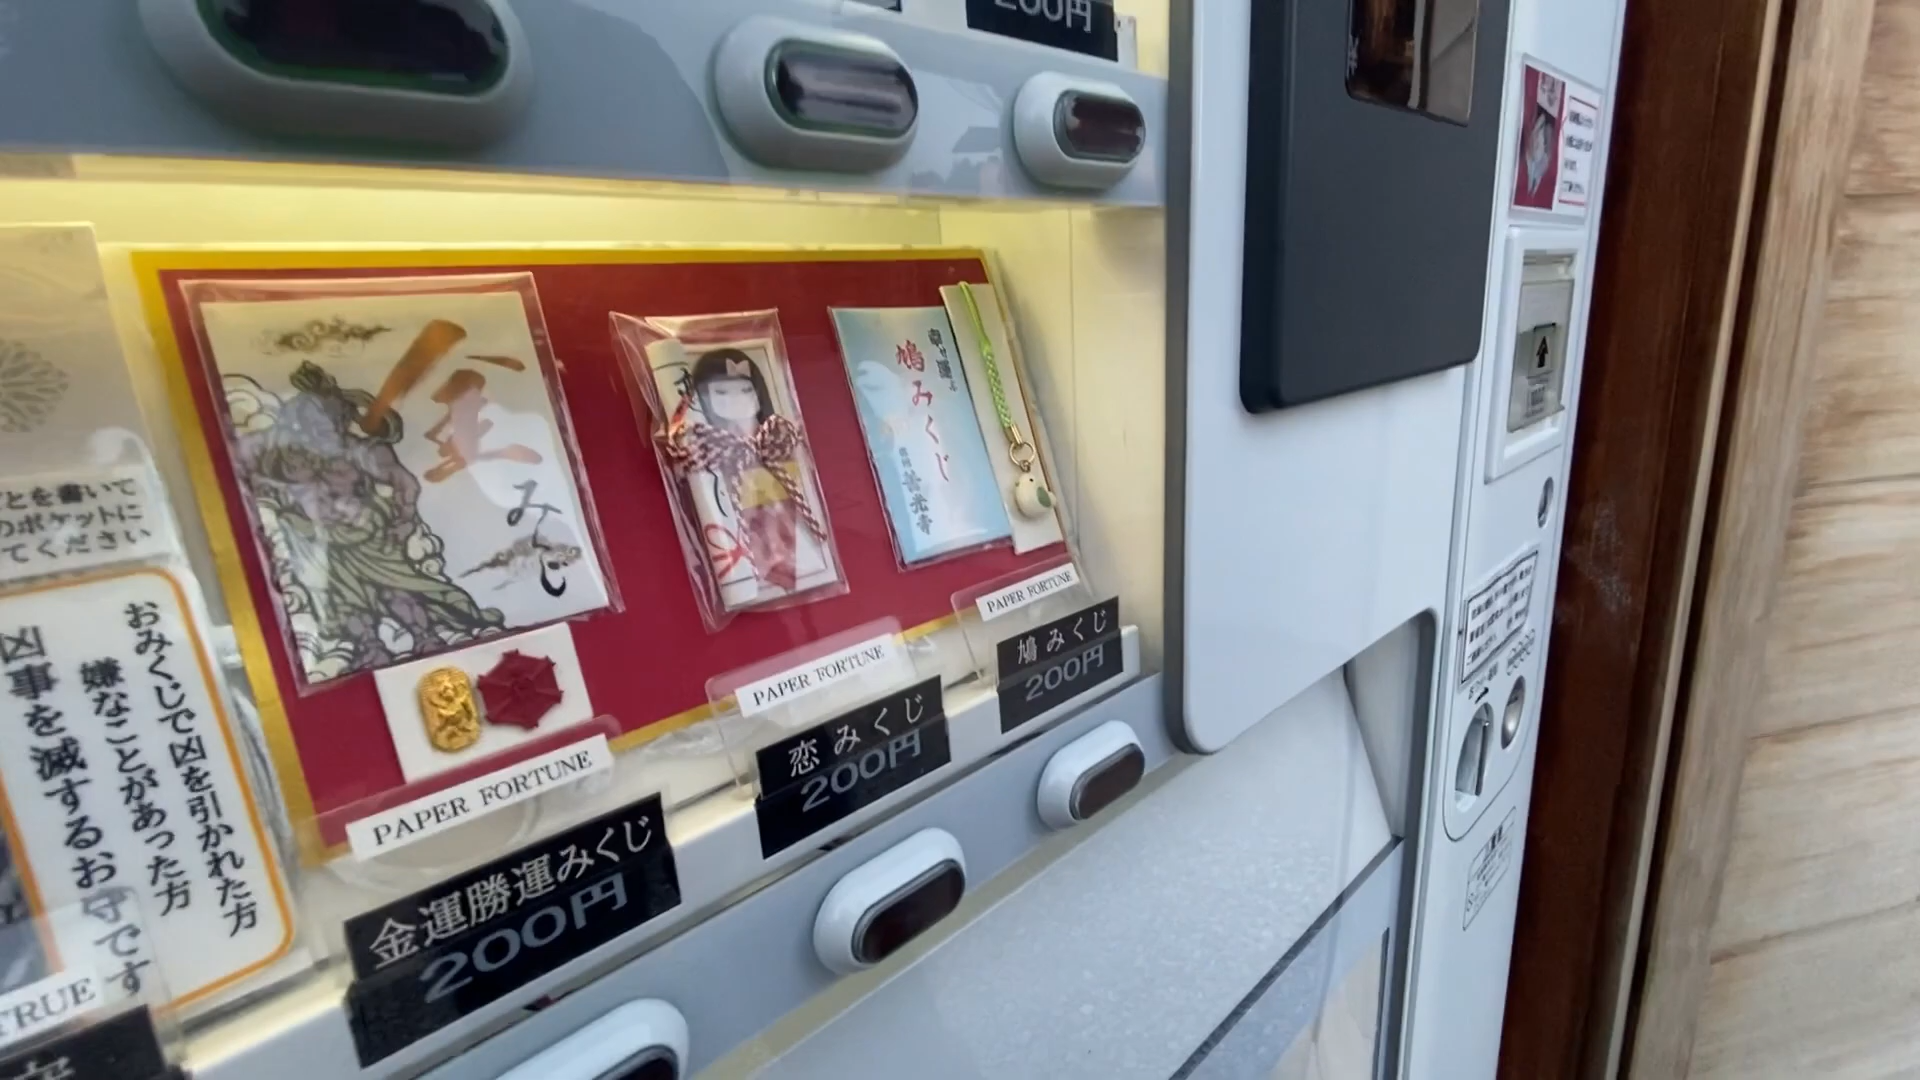 200円
とを書いて
のポケットに
てください
おみくじで凶を引かれた方
嫌なことがあった方
凶事を滅するお守です
TRUE
金
みくじ
PAPER FORTUNE
金運勝運みくじ
200円
PAPER FORTUNE
恋みくじ
200円
鳩みくじ
善光寺
PAPER FORTUNE
鳩みくじ
200円